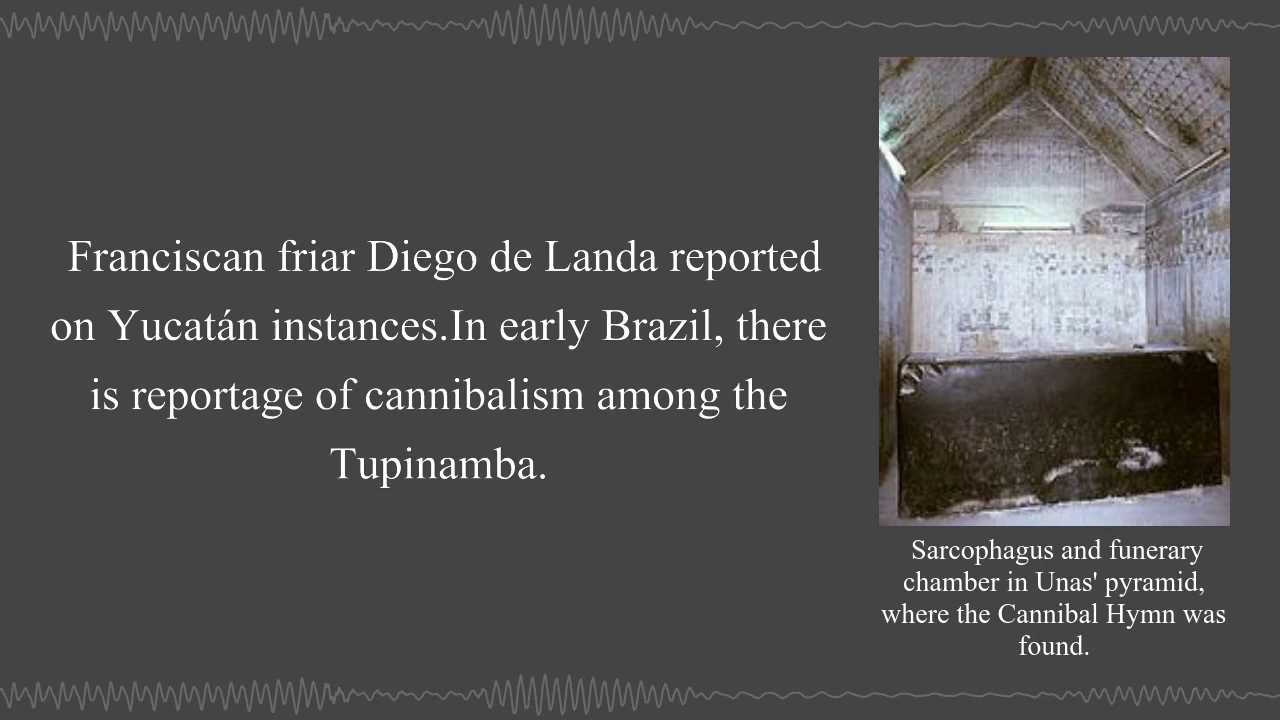 Franciscan friar Diego de Landa reported
on Yucatán instances.In early Brazil, there
is reportage of cannibalism among the
Tupinamba.
Sarcophagus and funerary
chamber in Unas' pyramid,
where the Cannibal Hymn was
found.